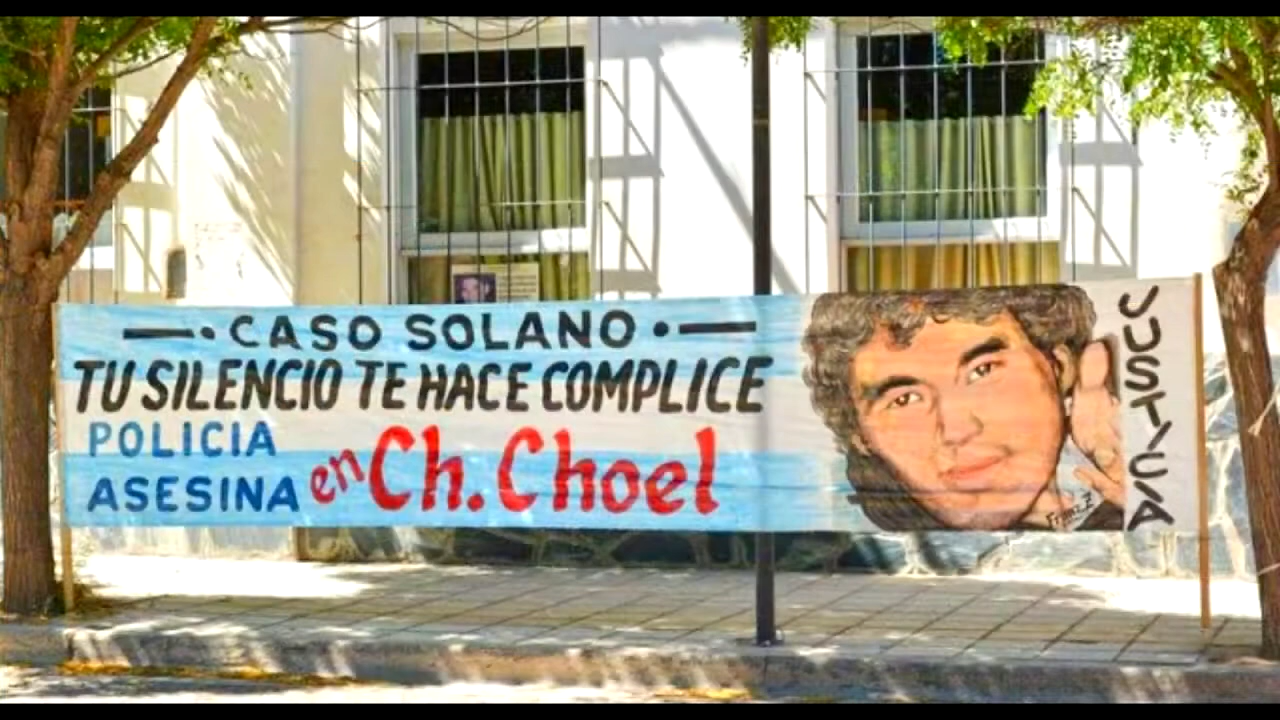 CASO SOLANO
TU SILENCIO TE HACE COMPLICE
POLICIA
ASESINA en Ch. Choel
JUSTICIA